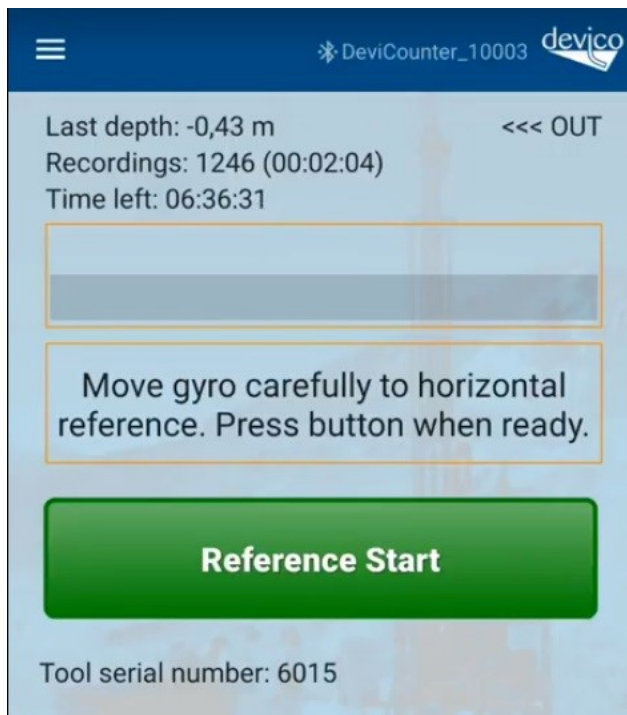 DeviCounter_10003 devico
Last depth: -0,43 m <<< OUT
Recordings: 1246 (00:02:04)
Time left: 06:36:31
Move gyro carefully to horizontal
reference. Press button when ready.
Reference Start
Tool serial number: 6015